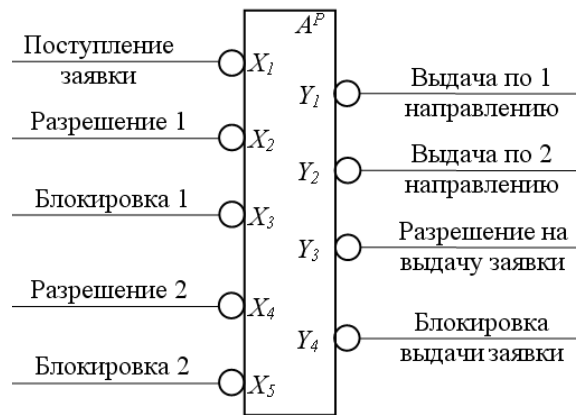 A^P
Поступление
заявки
X1
Разрешение 1
X2
Блокировка 1
X3
Разрешение 2
X4
Блокировка 2
X5
Y1
Выдача по 1
направлению
Y2
Выдача по 2
направлению
Y3
Разрешение на
выдачу заявки
Y4
Блокировка
выдачи заявки